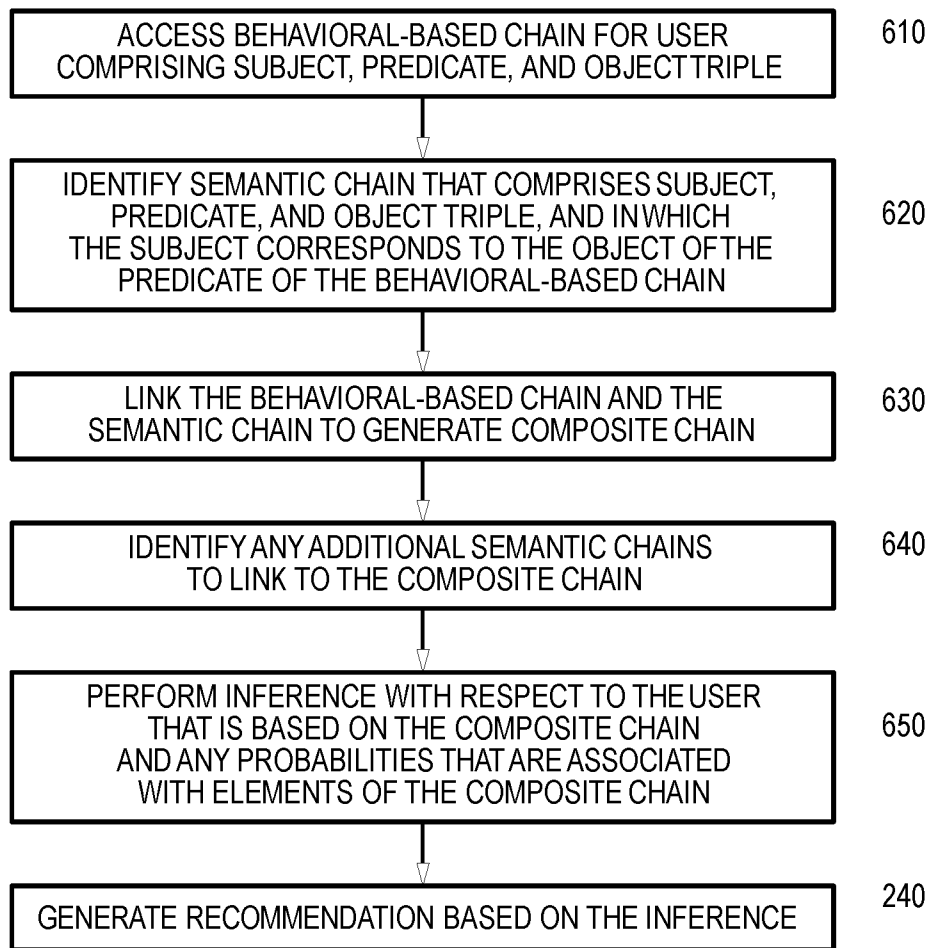 ACCESS BEHAVIORAL-BASED CHAIN FOR USER
COMPRISING SUBJECT, PREDICATE, AND OBJECT TRIPLE
610
IDENTIFY SEMANTIC CHAIN THAT COMPRISES SUBJECT,
PREDICATE, AND OBJECT TRIPLE, AND IN WHICH
THE SUBJECT CORRESPONDS TO THE OBJECT OF THE
PREDICATE OF THE BEHAVIORAL-BASED CHAIN
620
LINK THE BEHAVIORAL-BASED CHAIN AND THE
SEMANTIC CHAIN TO GENERATE COMPOSITE CHAIN
630
IDENTIFY ANY ADDITIONAL SEMANTIC CHAINS
TO LINK TO THE COMPOSITE CHAIN
640
PERFORM INFERENCE WITH RESPECT TO THE USER
THAT IS BASED ON THE COMPOSITE CHAIN
AND ANY PROBABILITIES THAT ARE ASSOCIATED
WITH ELEMENTS OF THE COMPOSITE CHAIN
650
GENERATE RECOMMENDATION BASED ON THE INFERENCE
240